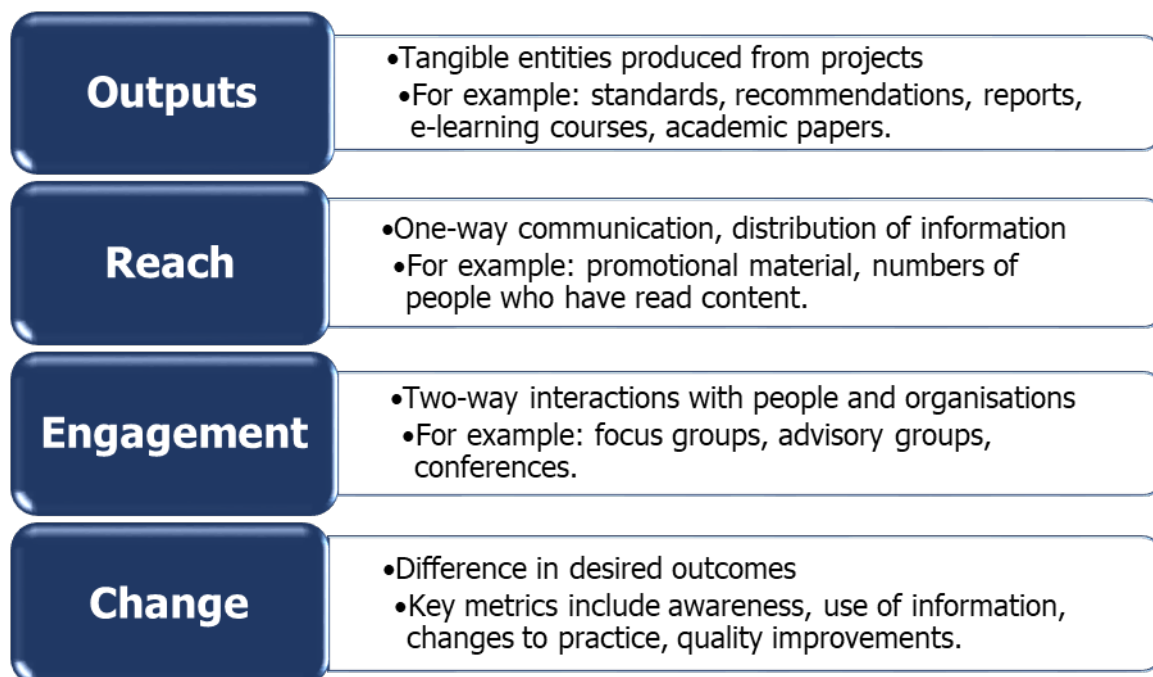 Outputs
•Tangible entities produced from projects
•For example: standards, recommendations, reports,
e-learning courses, academic papers.
Reach
•One-way communication, distribution of information
•For example: promotional material, numbers of
people who have read content.
Engagement
•Two-way interactions with people and organisations
•For example: focus groups, advisory groups,
conferences.
Change
•Difference in desired outcomes
•Key metrics include awareness, use of information,
changes to practice, quality improvements.